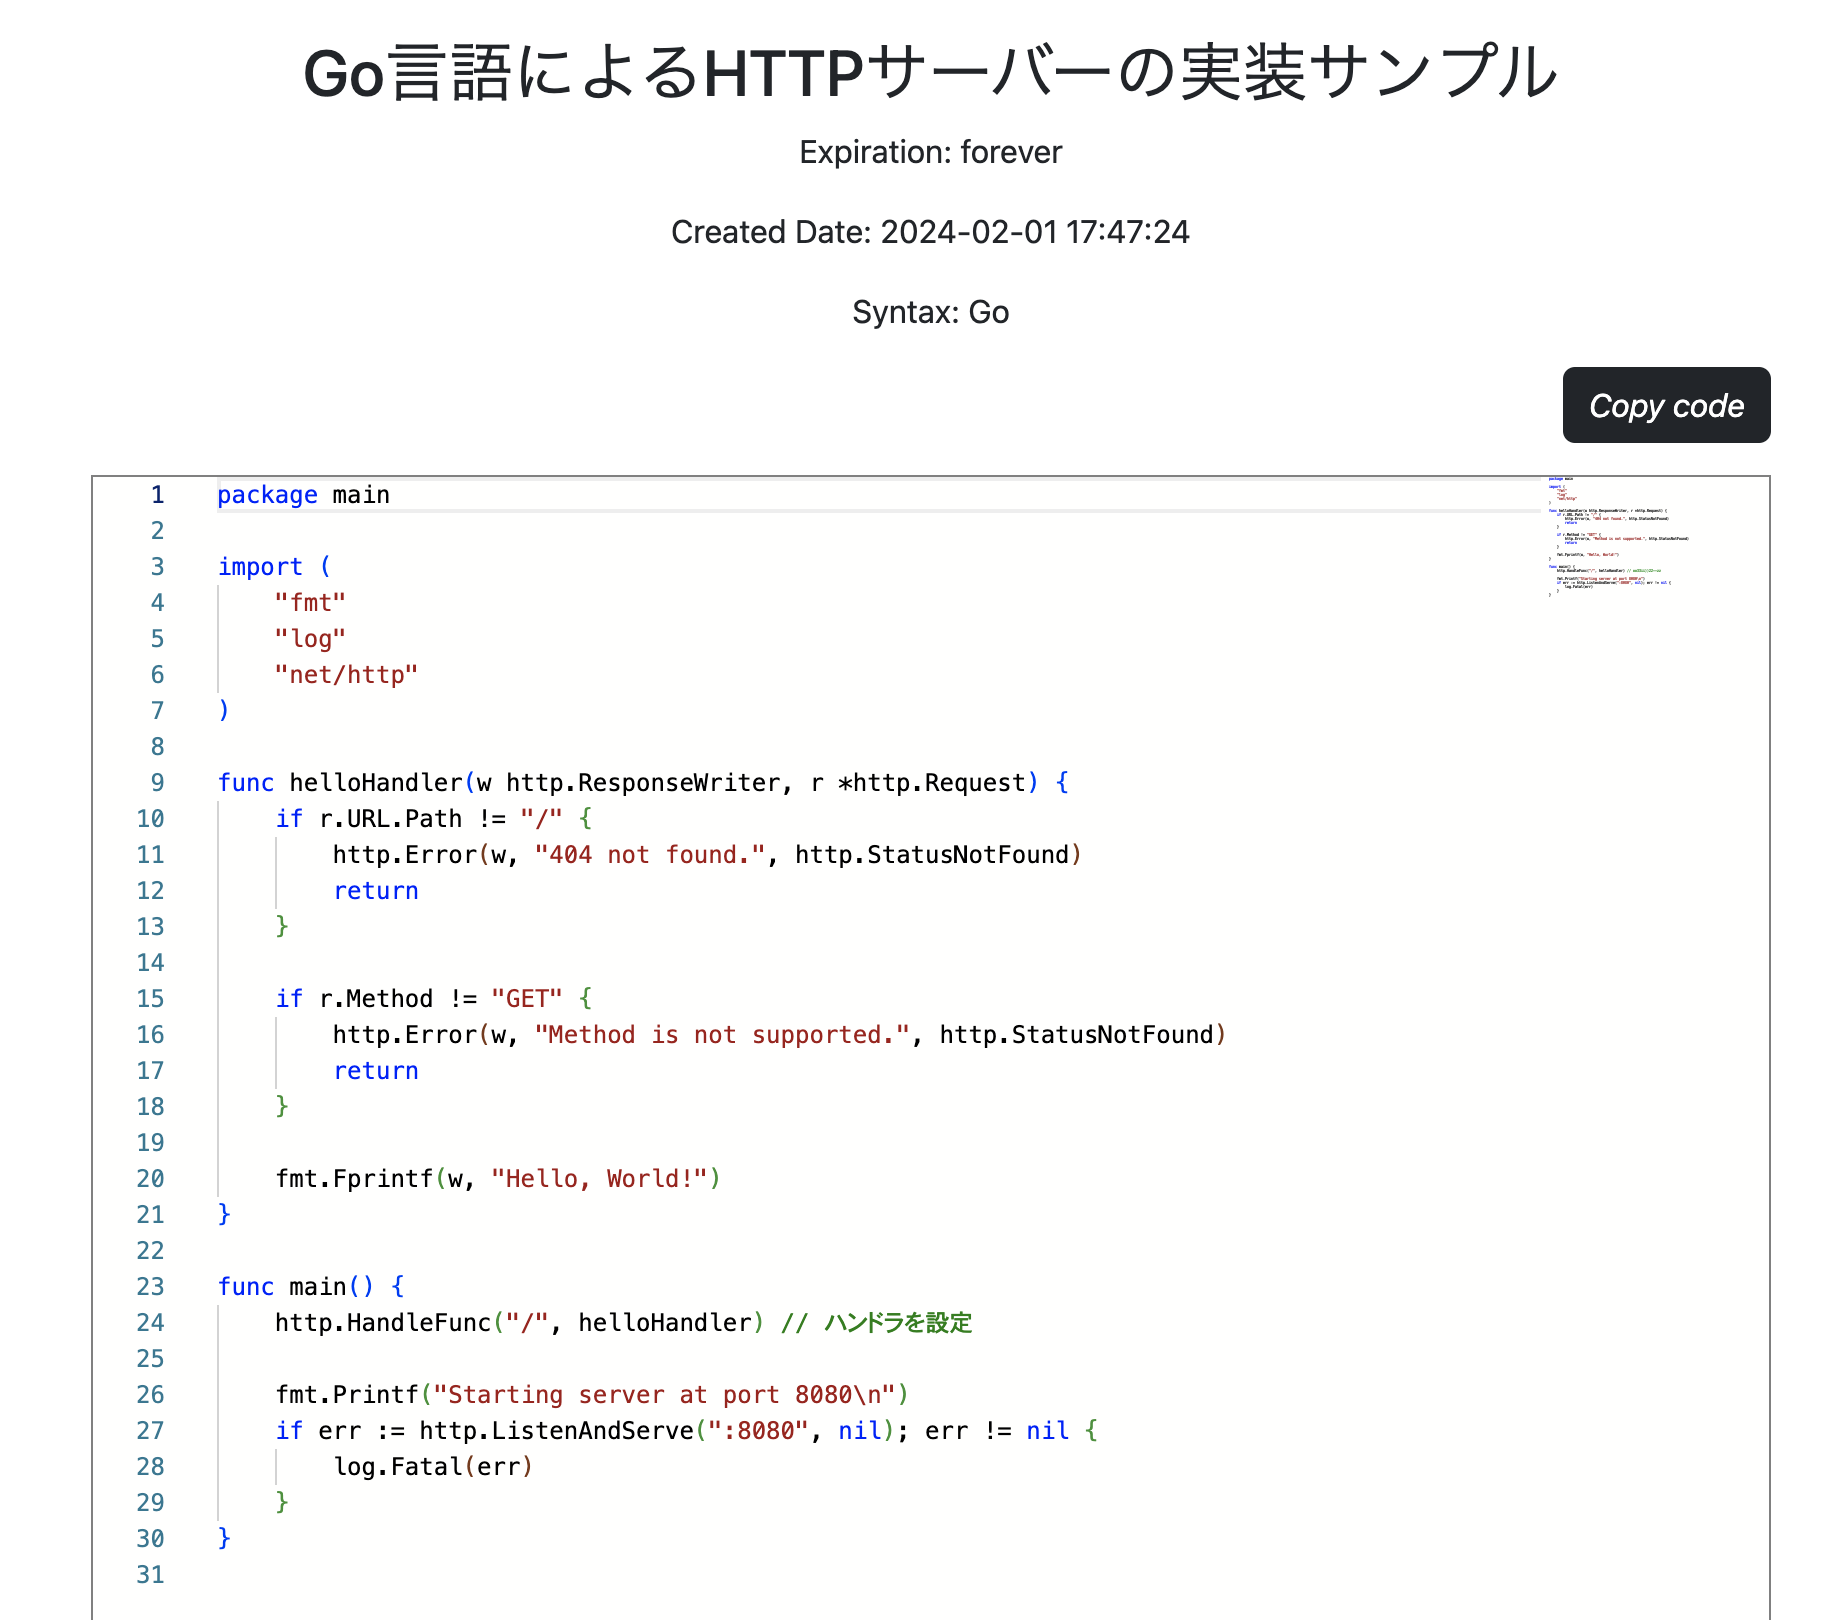 Go言語によるHTTPサーバーの実装サンプル
Expiration: forever
Created Date: 2024-02-01 17:47:24
Syntax: Go
Copy code
1 package main
2
3 import (
4     "fmt"
5     "log"
6     "net/http"
7 )
8
9 func helloHandler(w http.ResponseWriter, r *http.Request) {
10     if r.URL.Path != "/" {
11         http.Error(w, "404 not found.", http.StatusNotFound)
12         return
13     }
14
15     if r.Method != "GET" {
16         http.Error(w, "Method is not supported.", http.StatusNotFound)
17         return
18     }
19
20     fmt.Fprintf(w, "Hello, World!")
21 }
22
23 func main() {
24     http.HandleFunc("/", helloHandler) // ハンドラを設定
25
26     fmt.Printf("Starting server at port 8080\n")
27     if err := http.ListenAndServe(":8080", nil); err != nil {
28         log.Fatal(err)
29     }
30 }
31